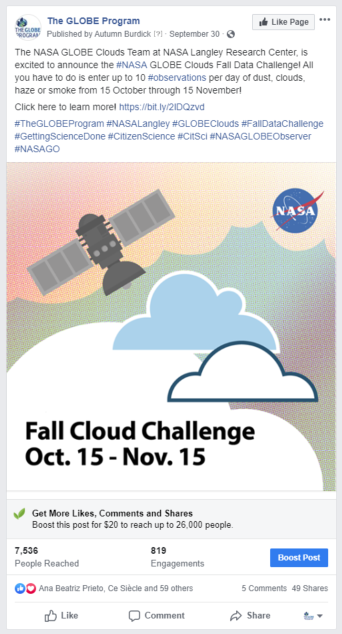 The GLOBE Program
Like Page
Published by Autumn Burdick [?] · September 30 ·
The NASA GLOBE Clouds Team at NASA Langley Research Center, is
excited to announce the #NASA GLOBE Clouds Fall Data Challenge! All
you have to do is enter up to 10 #observations per day of dust, clouds,
haze or smoke from 15 October through 15 November!
Click here to learn more! https://bit.ly/2lDQzvd
#TheGLOBEProgram #NASALangley #GLOBEClouds #FallDataChallenge
#GettingScienceDone #CitizenScience #CitSci #NASAGLOBEObserver
#NASAGO
NASA
Fall Cloud Challenge
Oct. 15 - Nov. 15
Get More Likes, Comments and Shares
Boost this post for $20 to reach up to 26,000 people.
7,536
People Reached
819
Engagements
Boost Post
Ana Beatriz Prieto, Ce Siècle and 59 others
5 Comments 49 Shares
Like
Comment
Share